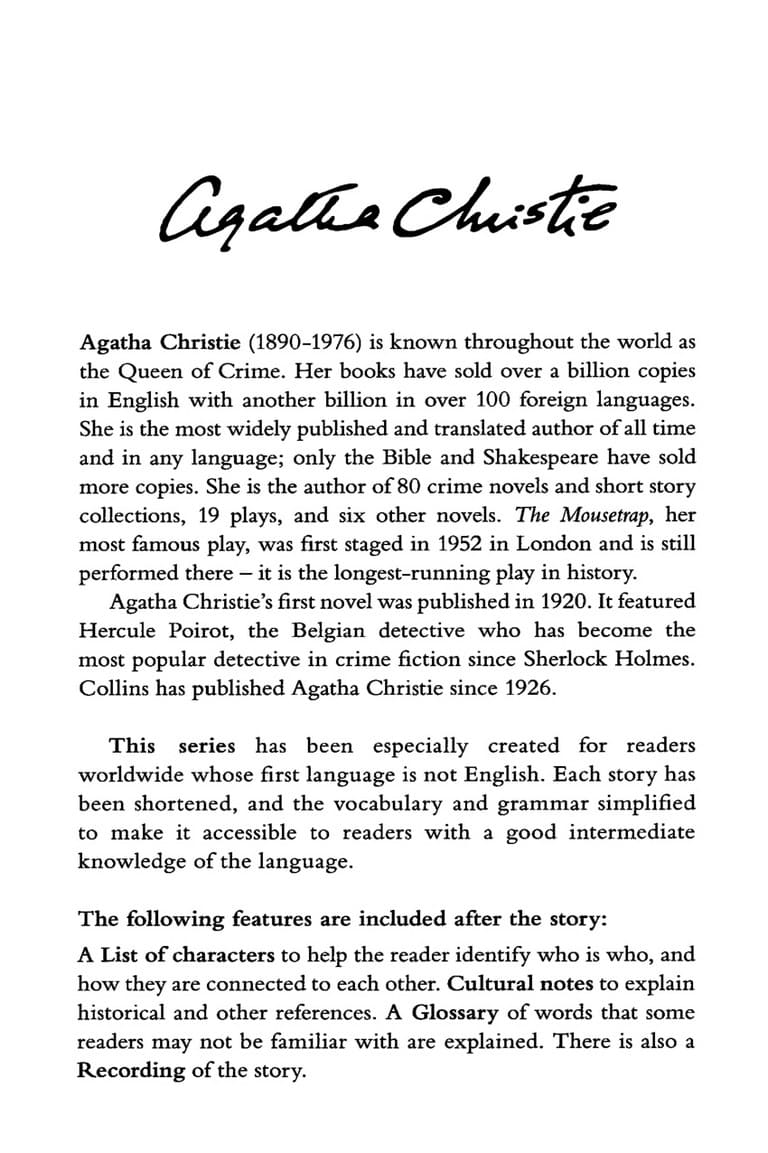 Agatha Christie
Agatha Christie (1890–1976) is known throughout the world as
the Queen of Crime. Her books have sold over a billion copies
in English with another billion in over 100 foreign languages.
She is the most widely published and translated author of all time
and in any language; only the Bible and Shakespeare have sold
more copies. She is the author of 80 crime novels and short story
collections, 19 plays, and six other novels. The Mousetrap, her
most famous play, was first staged in 1952 in London and is still
performed there – it is the longest-running play in history.
Agatha Christie’s first novel was published in 1920. It featured
Hercule Poirot, the Belgian detective who has become the
most popular detective in crime fiction since Sherlock Holmes.
Collins has published Agatha Christie since 1926.
This series has been especially created for readers
worldwide whose first language is not English. Each story has
been shortened, and the vocabulary and grammar simplified
to make it accessible to readers with a good intermediate
knowledge of the language.
The following features are included after the story:
A List of characters to help the reader identify who is who, and
how they are connected to each other. Cultural notes to explain
historical and other references. A Glossary of words that some
readers may not be familiar with are explained. There is also a
Recording of the story.